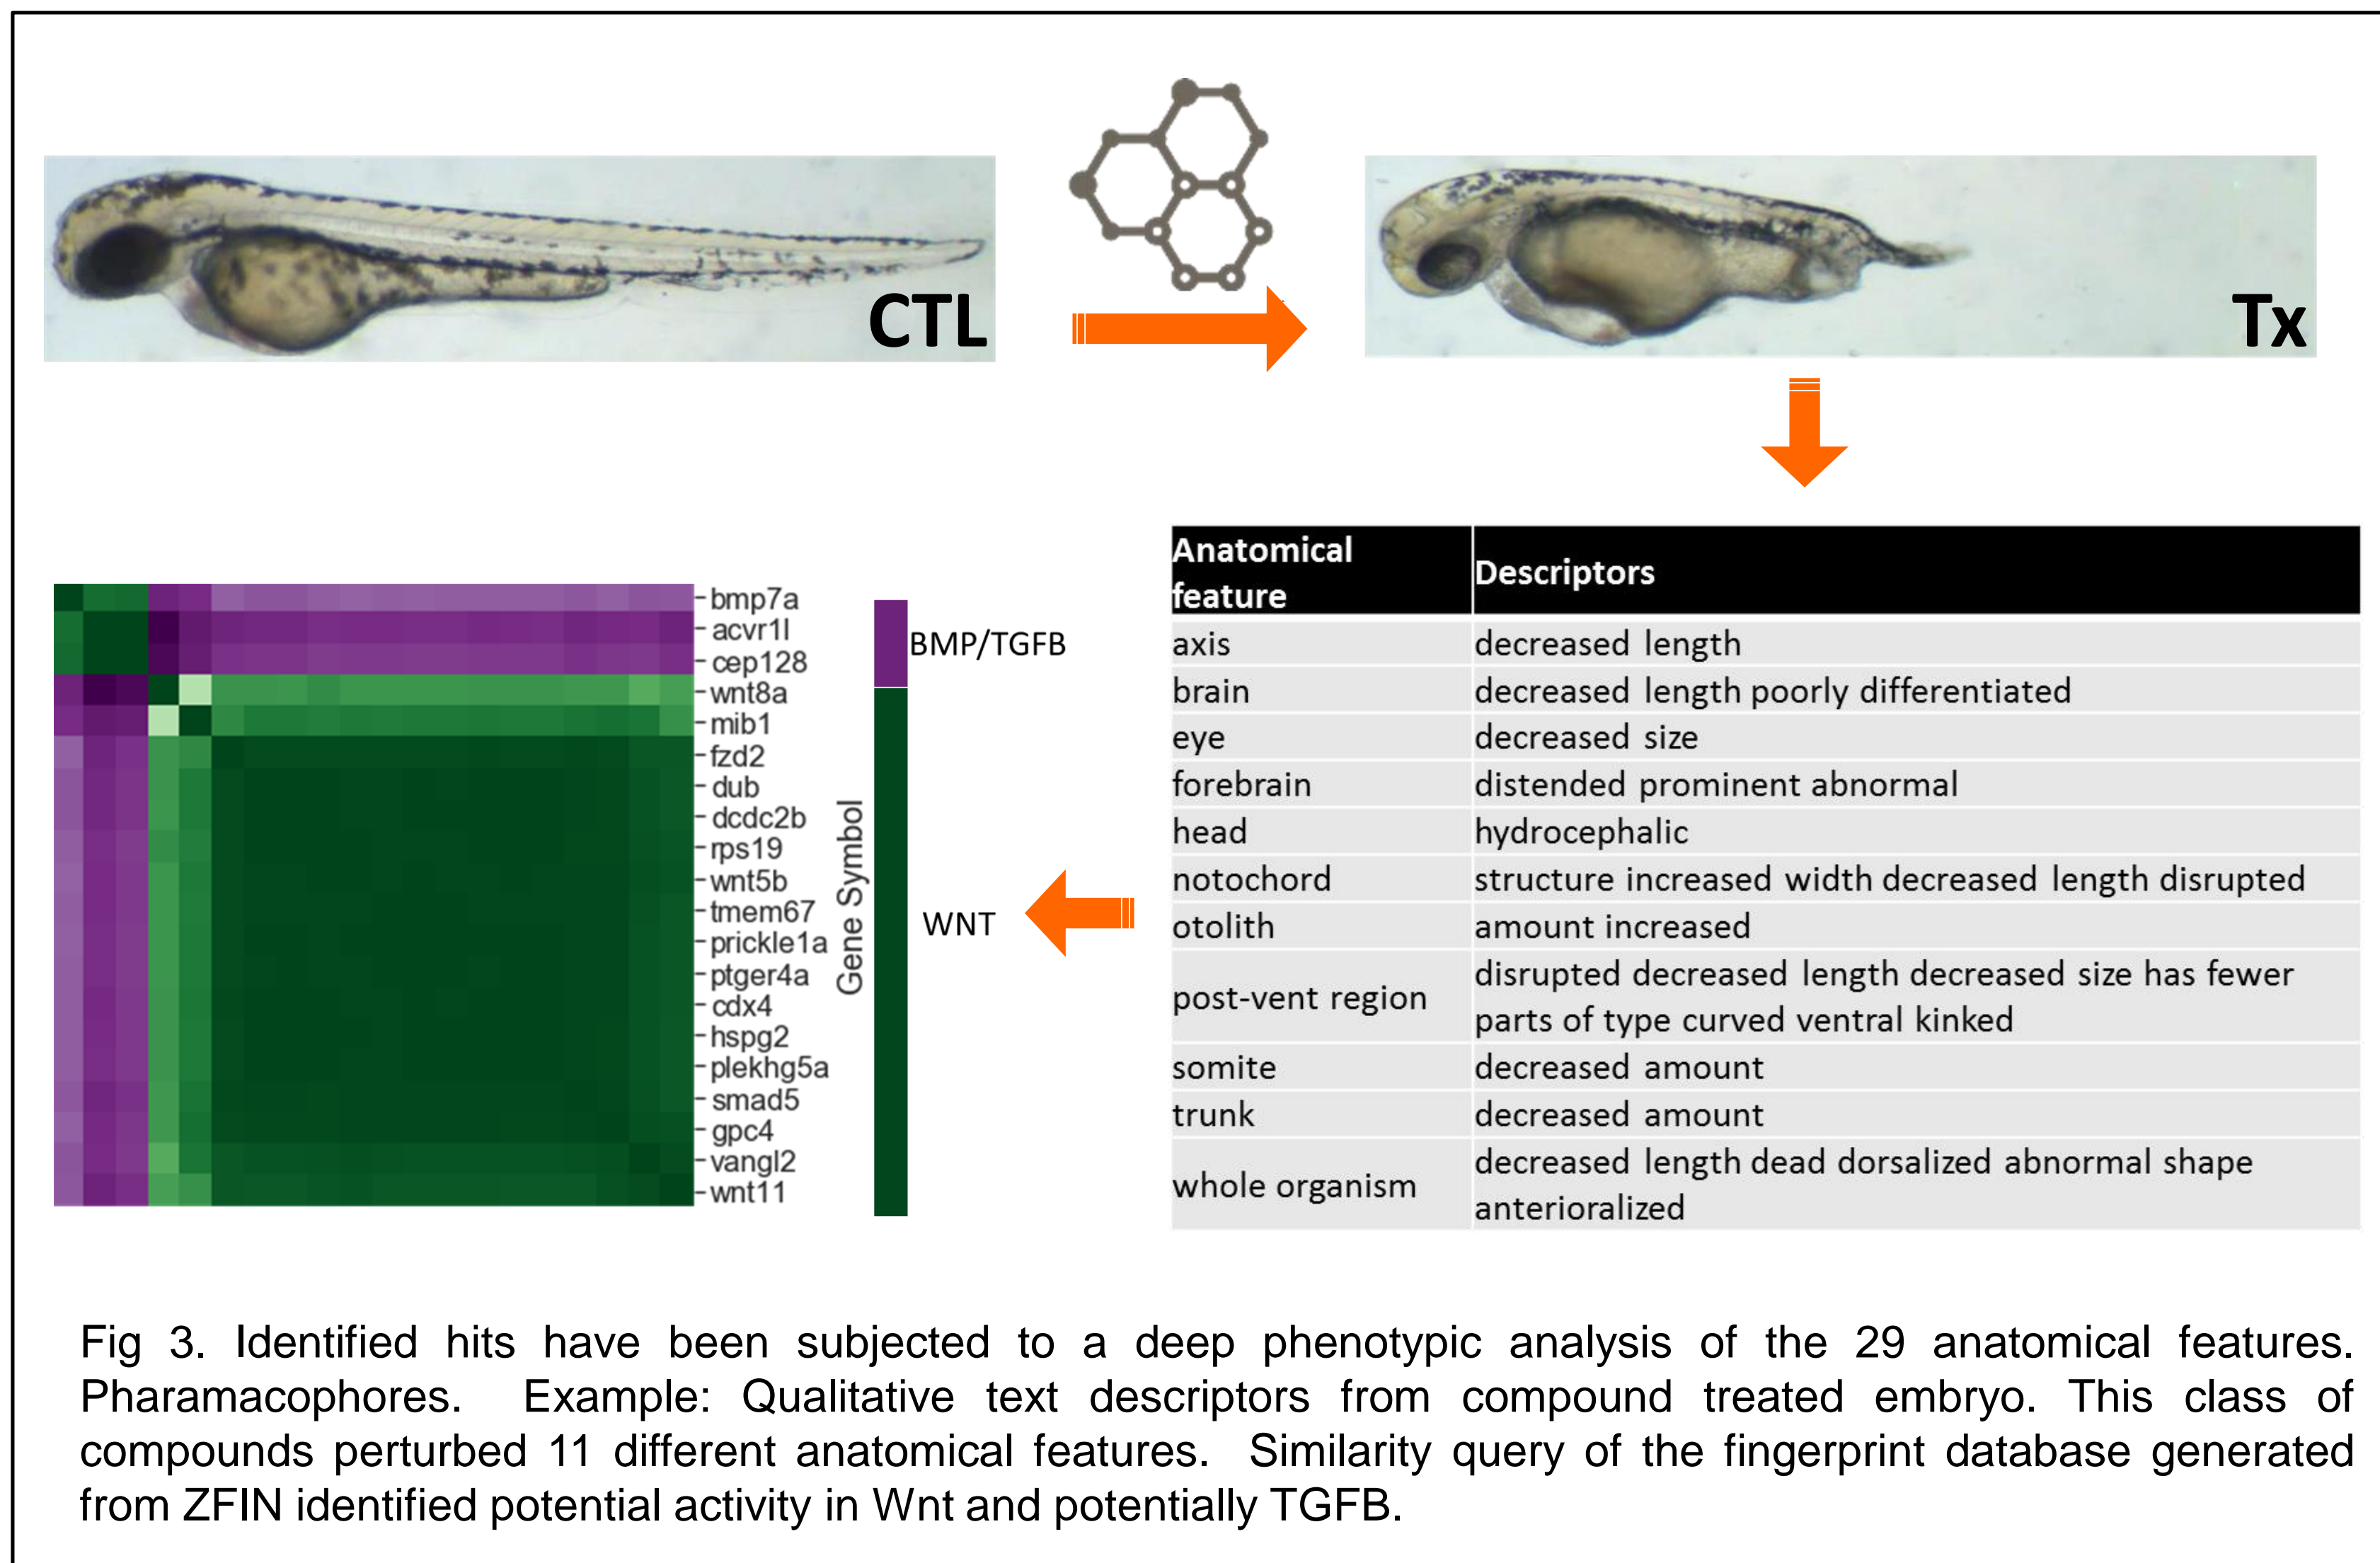 CTL
Tx
bmp7a
acvr1l
cep128
wnt8a
mib1
fzd2
dub
dcdc2b
rps19
wnt5b
tmem67
prickle1a
ptger4a
cdx4
hspg2
plekhg5a
smad5
gpc4
vangl2
wnt11
Gene Symbol
BMP/TGFB
WNT
Anatomical
feature
Descriptors
axis
decreased length
brain
decreased length poorly differentiated
eye
decreased size
forebrain
distended prominent abnormal
head
hydrocephalic
notochord
structure increased width decreased length disrupted
otolith
amount increased
post-vent region
disrupted decreased length decreased size has fewer
parts of type curved ventral kinked
somite
decreased amount
trunk
decreased amount
whole organism
decreased length dead dorsalized abnormal shape
anterioralized
Fig 3. Identified hits have been subjected to a deep phenotypic analysis of the 29 anatomical features.
Pharamacophores. Example: Qualitative text descriptors from compound treated embryo. This class of
compounds perturbed 11 different anatomical features. Similarity query of the fingerprint database generated
from ZFIN identified potential activity in Wnt and potentially TGFB.